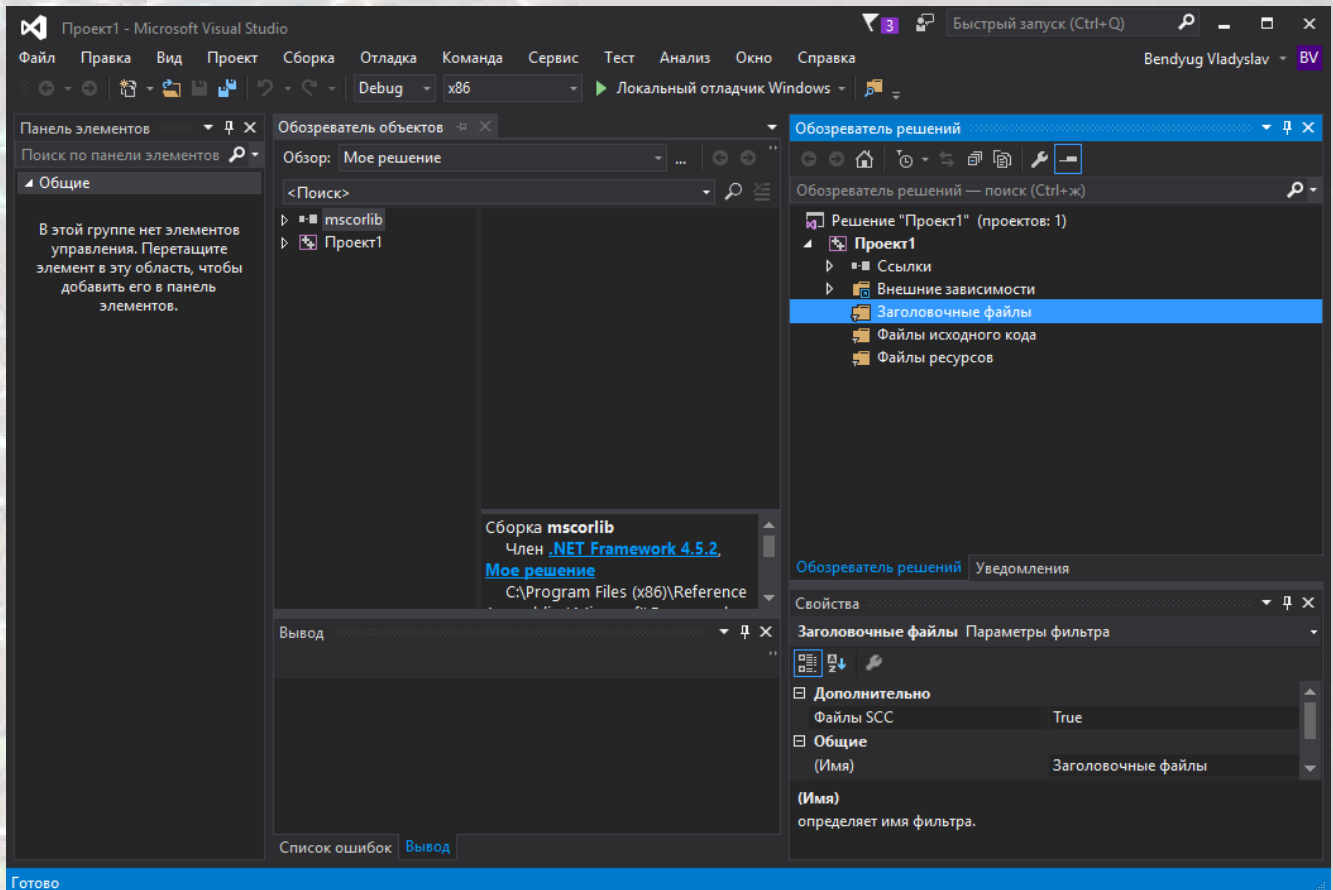 Проект1 - Microsoft Visual Studio
3
Быстрый запуск (Ctrl+Q)
Файл Правка Вид Проект Сборка Отладка Команда Сервис Тест Анализ Окно Справка
Bendyug Vladyslav BV
Debug x86 Локальный отладчик Windows
Панель элементов
Поиск по панели элементов
Общие
В этой группе нет элементов
управления. Перетащите
элемент в эту область, чтобы
добавить его в панель
элементов.
Обозреватель объектов
Обзор: Мое решение ...
<Поиск>
mscorlib
Проект1
Сборка mscorlib
Член .NET Framework 4.5.2,
Мое решение
C:\Program Files (x86)\Reference
Вывод
Список ошибок Вывод
Обозреватель решений
Обозреватель решений — поиск (Ctrl+ж)
Решение "Проект1" (проектов: 1)
Проект1
Ссылки
Внешние зависимости
Заголовочные файлы
Файлы исходного кода
Файлы ресурсов
Обозреватель решений Уведомления
Свойства
Заголовочные файлы Параметры фильтра
Дополнительно
Файлы SCC True
Общие
(Имя) Заголовочные файлы
(Имя)
определяет имя фильтра.
Готово